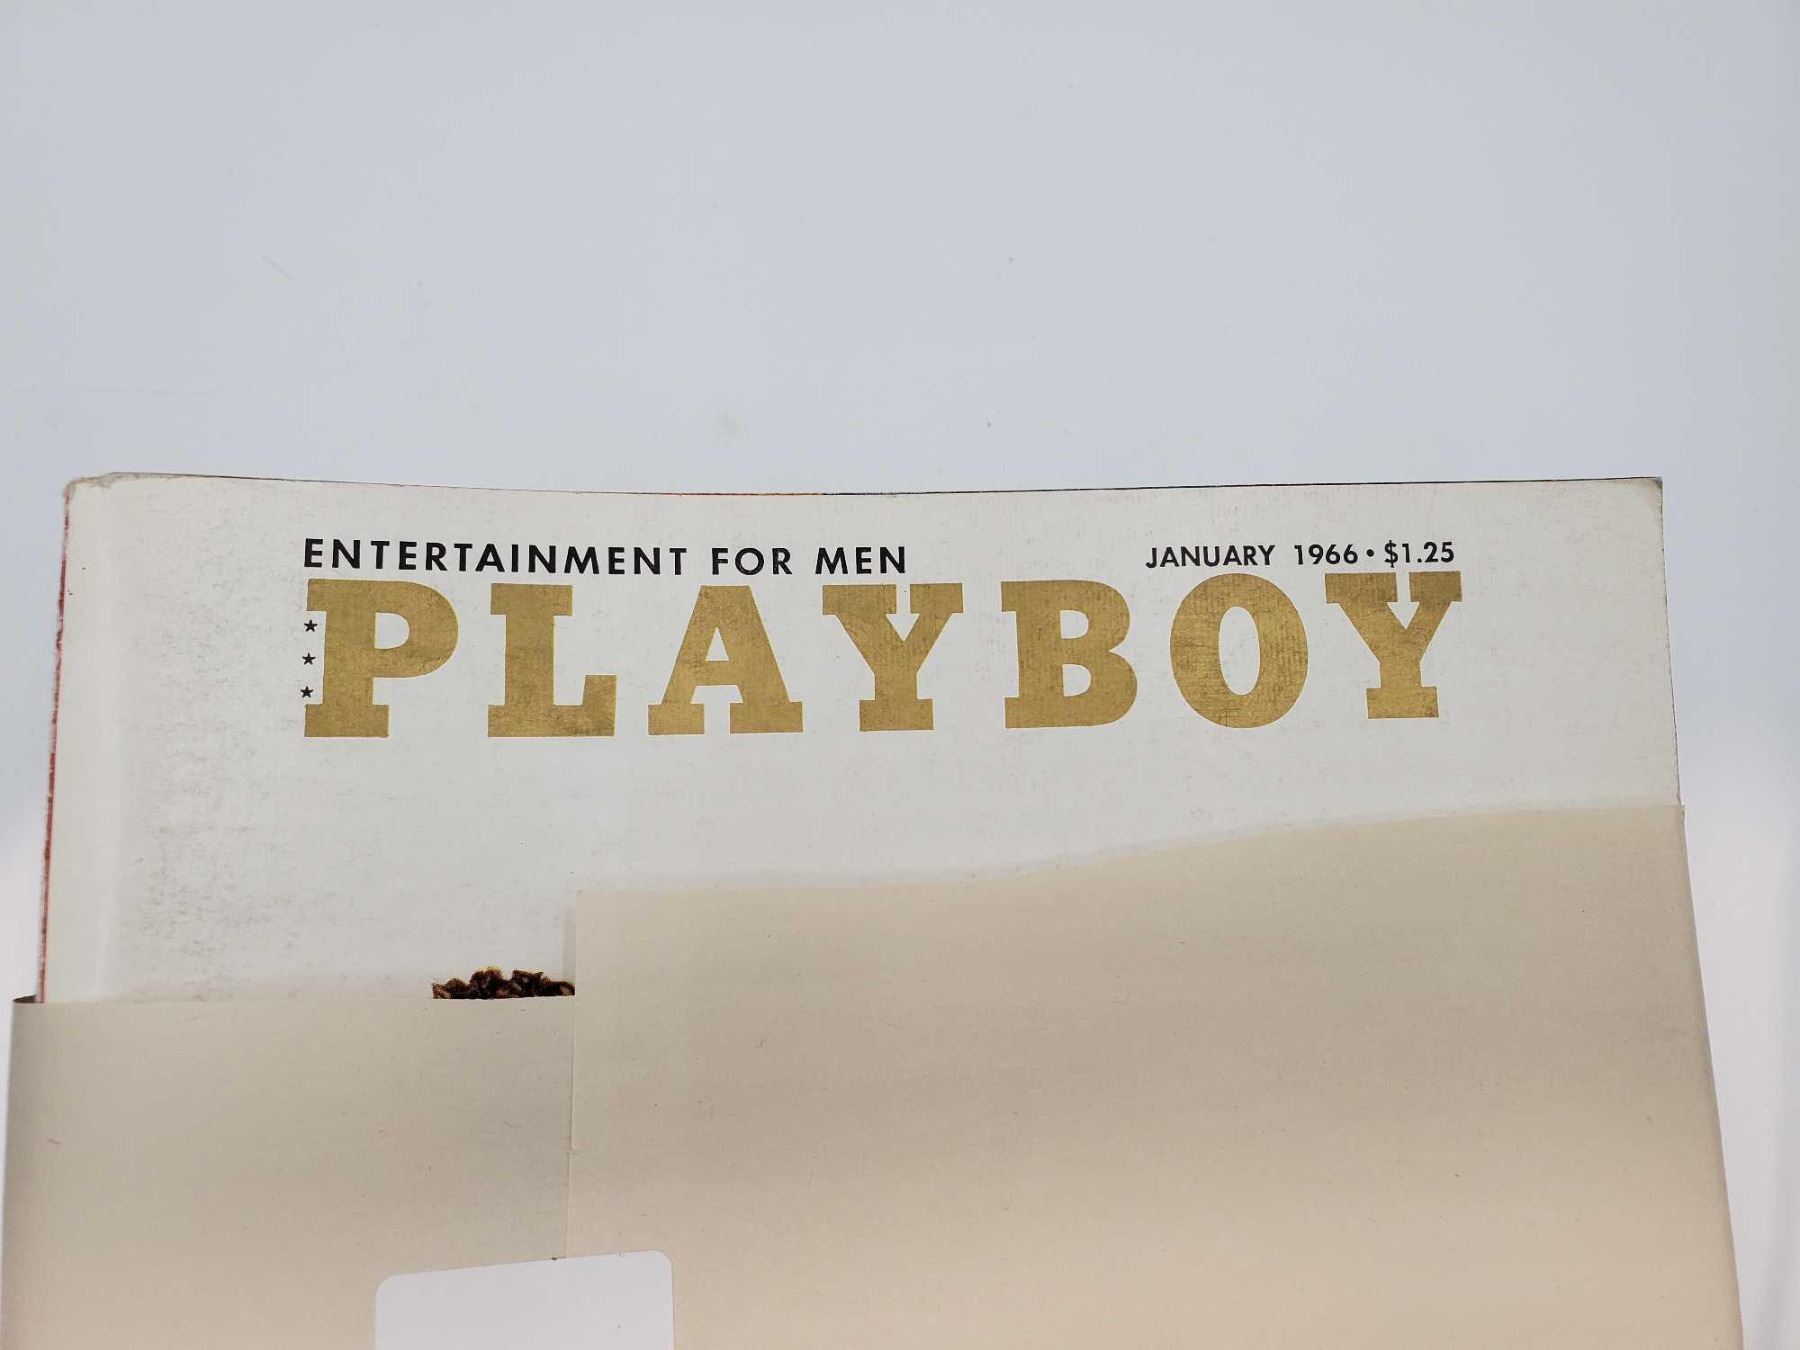 ENTERTAINMENT FOR MEN
JANUARY 1966 • $1.25
PLAYBOY